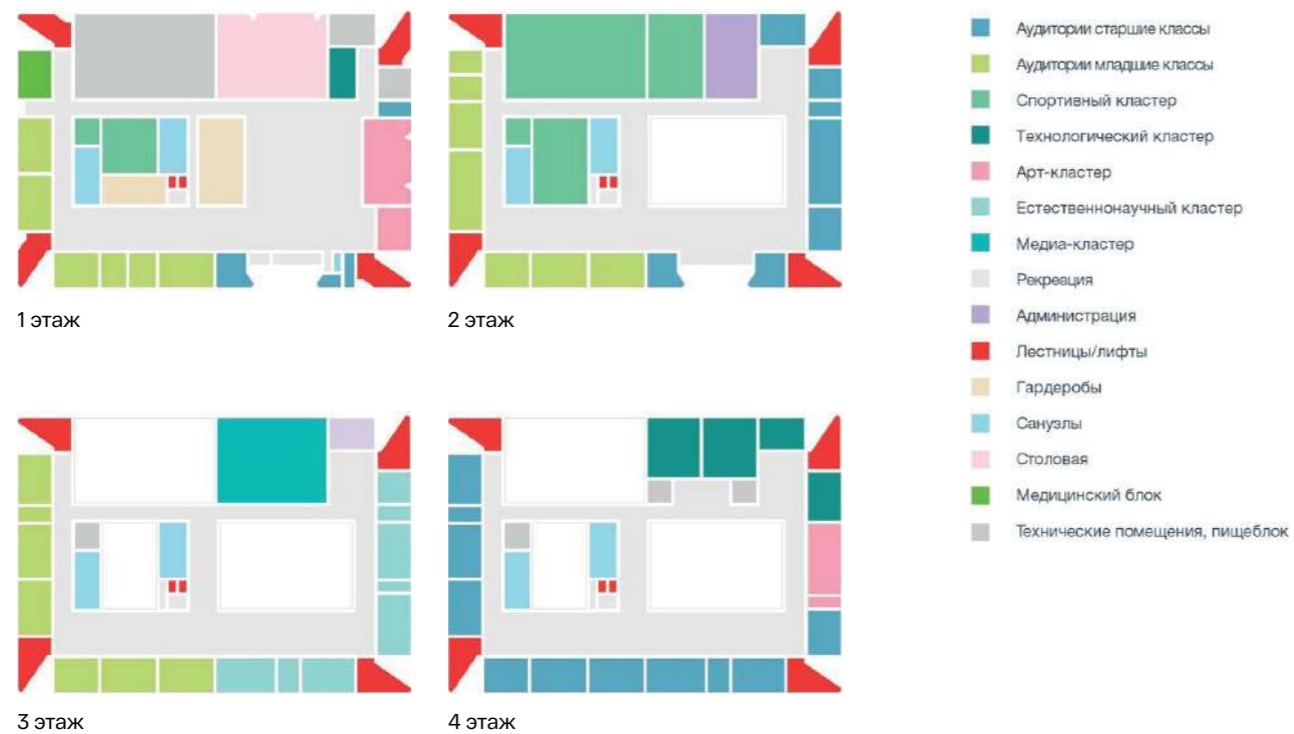 1 этаж
2 этаж
3 этаж
4 этаж
Аудитории старшие классы
Аудитории младшие классы
Спортивный кластер
Технологический кластер
Арт-кластер
Естественнонаучный кластер
Медиа-кластер
Рекреация
Администрация
Лестницы/лифты
Гардеробы
Санузлы
Столовая
Медицинский блок
Технические помещения, пищеблок